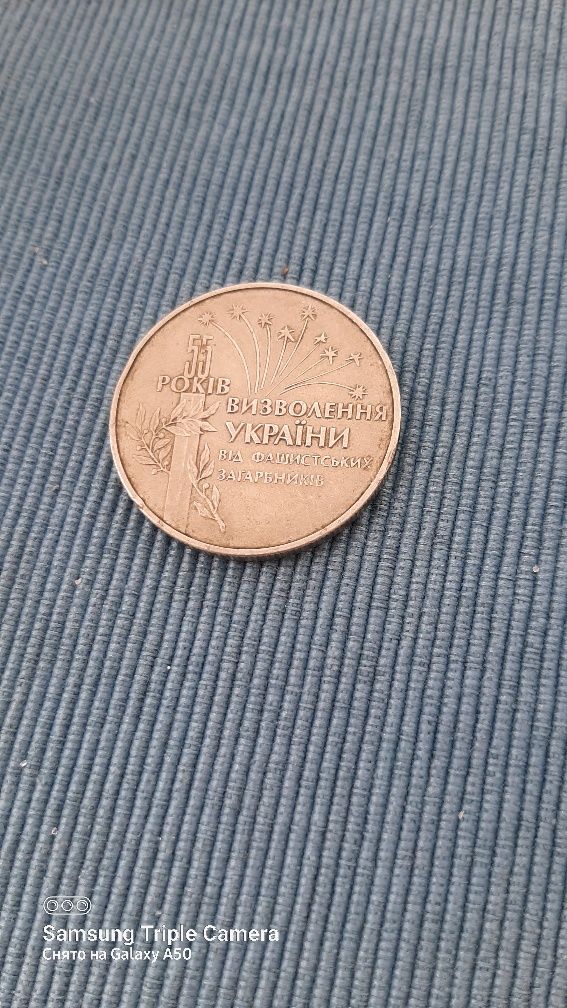 55
РОКІВ
ВИЗВОЛЕННЯ
УКРАЇНИ
ВІД ФАШИСТСЬКИХ
ЗАГАРБНИКІВ
Samsung Triple Camera
Снято на Galaxy A50